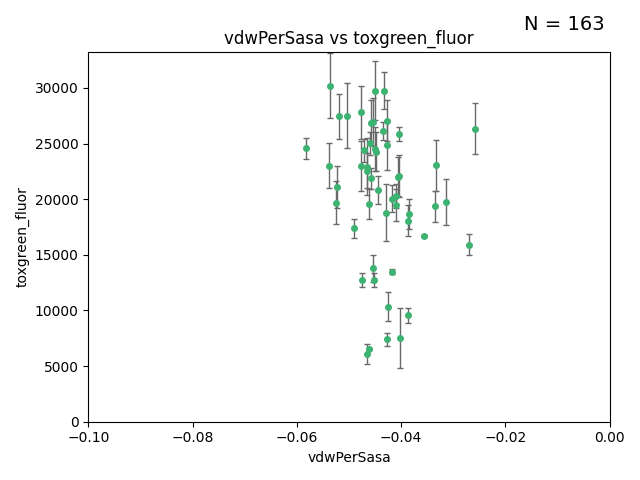 N = 163
vdwPerSasa vs toxgreen_fluor
30000
25000
20000
15000
10000
5000
0
toxgreen_fluor
−0.10 −0.08 −0.06 −0.04 −0.02 0.00
vdwPerSasa